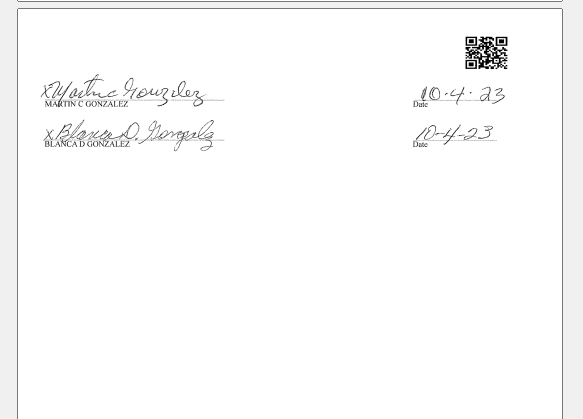 x Martin C Gonzalez 10·4·23
MARTIN C GONZALEZ Date
x Blanca D. Gonzalez 10-4-23
BLANCA D GONZALEZ Date